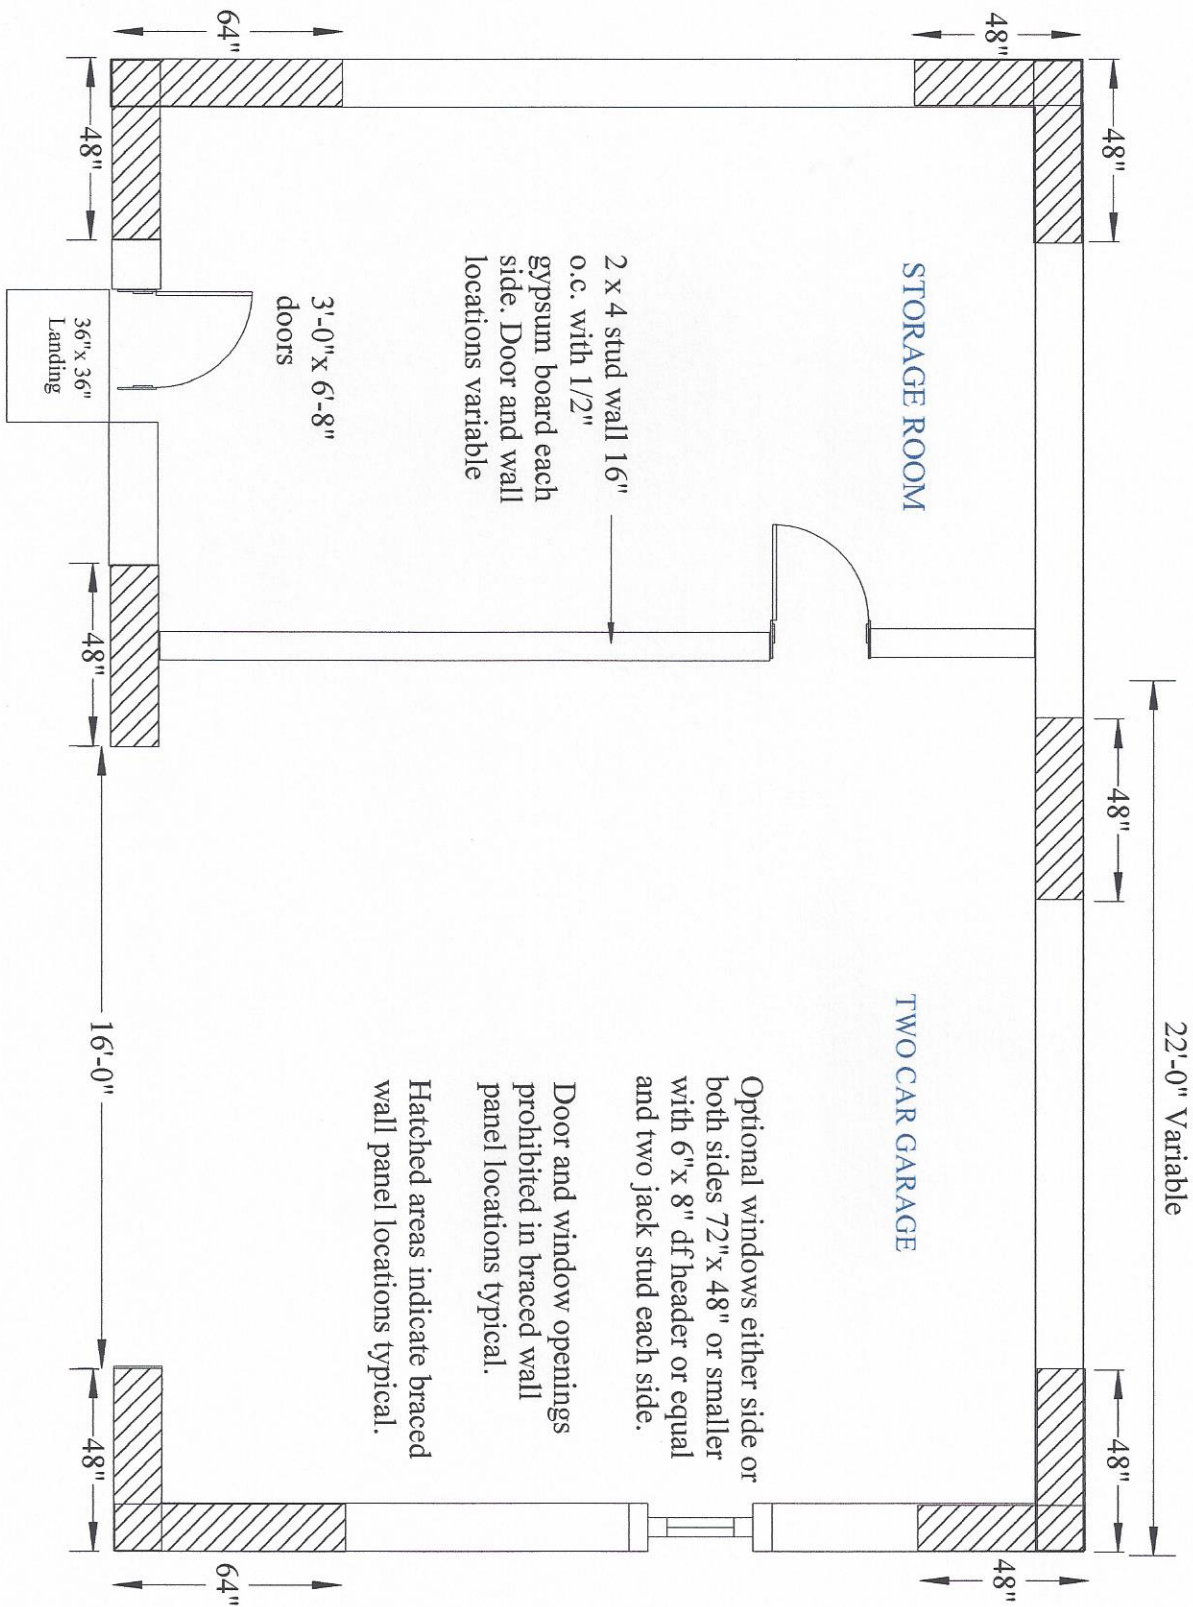 22'-0" Variable
48"
48"
48"
48"
48"
STORAGE ROOM
TWO CAR GARAGE
2 x 4 stud wall 16"
o.c. with 1/2"
gypsum board each
side. Door and wall
locations variable
Optional windows either side or
both sides 72"x 48" or smaller
with 6"x 8" df header or equal
and two jack stud each side.
Door and window openings
prohibited in braced wall
panel locations typical.
Hatched areas indicate braced
wall panel locations typical.
3'-0"x 6'-8"
doors
64"
64"
48"
48"
16'-0"
48"
36"x 36"
Landing